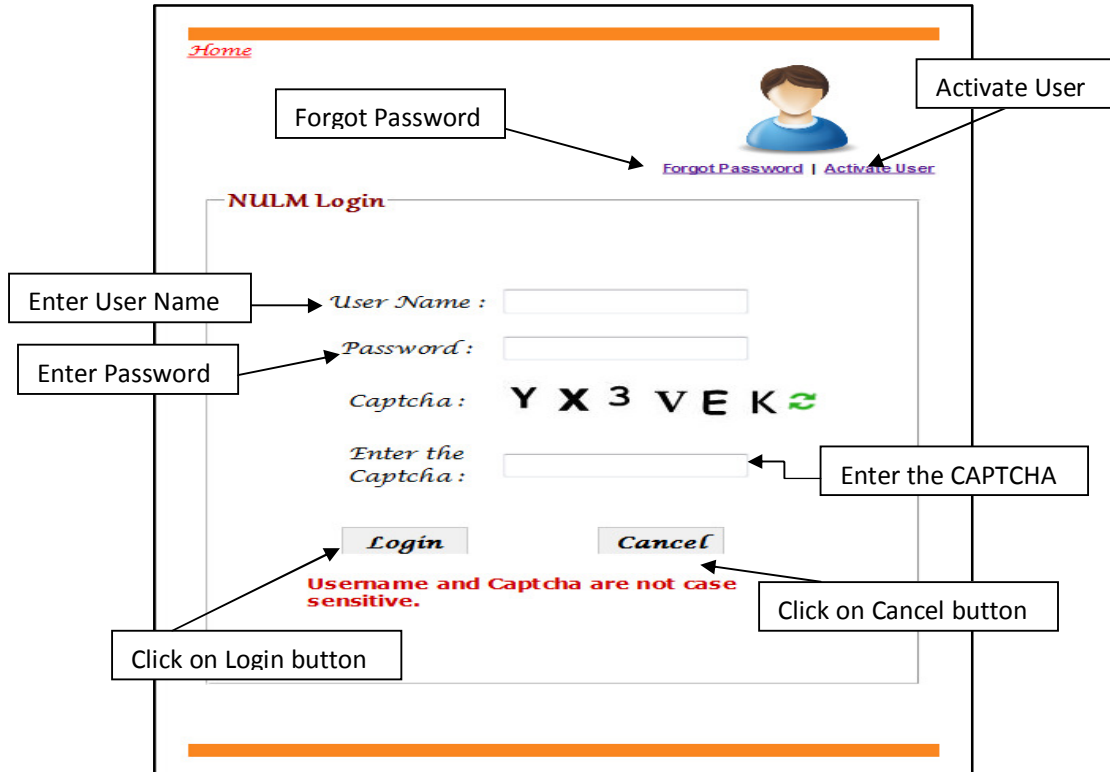 Home
Activate User
Forgot Password
Forgot Password | Activate User
NULM Login
Enter User Name
User Name :
Password :
Enter Password
Captcha : Y X 3 V E K
Enter the
Captcha :
Enter the CAPTCHA
Login Cancel
Username and Captcha are not case
sensitive.
Click on Cancel button
Click on Login button